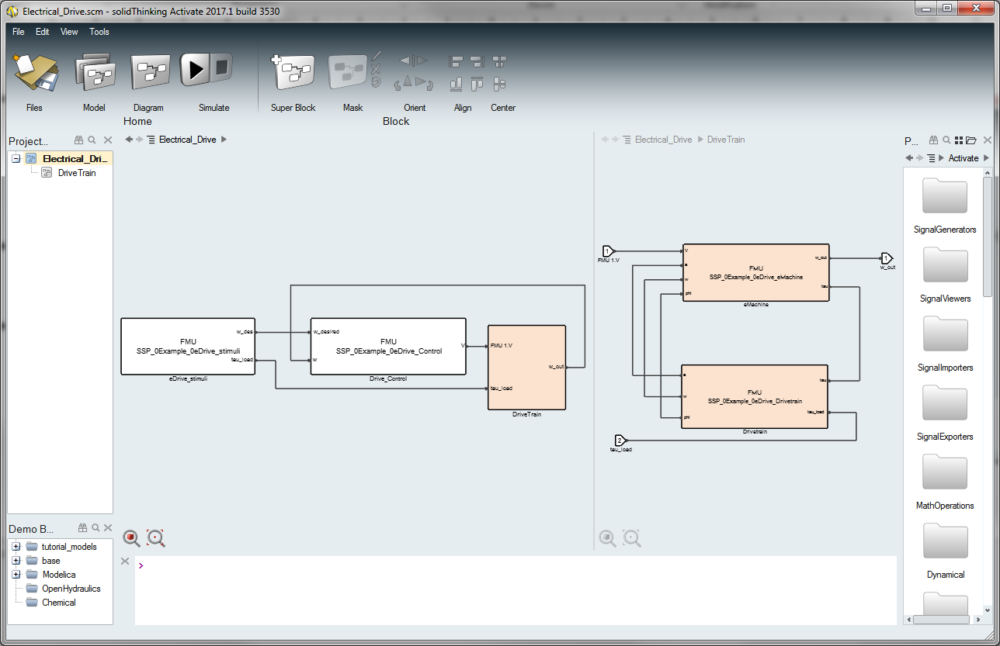 Electrical_Drive.scm - solidThinking Activate 2017.1 build 3530
File Edit View Tools
Files Model Diagram Simulate Super Block Mask Orient Align Center
Home Block
Project...
Electrical_Dri...
DriveTrain
Electrical_Drive
FMU
SSP_0Example_0eDrive_stimuli
w_des
tau_load
eDrive_stimuli
w_desired
w
FMU
SSP_0Example_0eDrive_Control
V
Drive_Control
FMU 1.V
w_out
tau_load
DriveTrain
Electrical_Drive DriveTrain
1
FMU 1.V
V
a
w
phi
FMU
SSP_0Example_0eDrive_eMachine
w_out
tau
eMachine
1
w_out
a
w
phi
FMU
SSP_0Example_0eDrive_Drivetrain
tau
tau_load
Drivetrain
2
tau_load
P...
Activate
SignalGenerators
SignalViewers
SignalImporters
SignalExporters
MathOperations
Dynamical
Demo B...
tutorial_models
base
Modelica
OpenHydraulics
Chemical
>